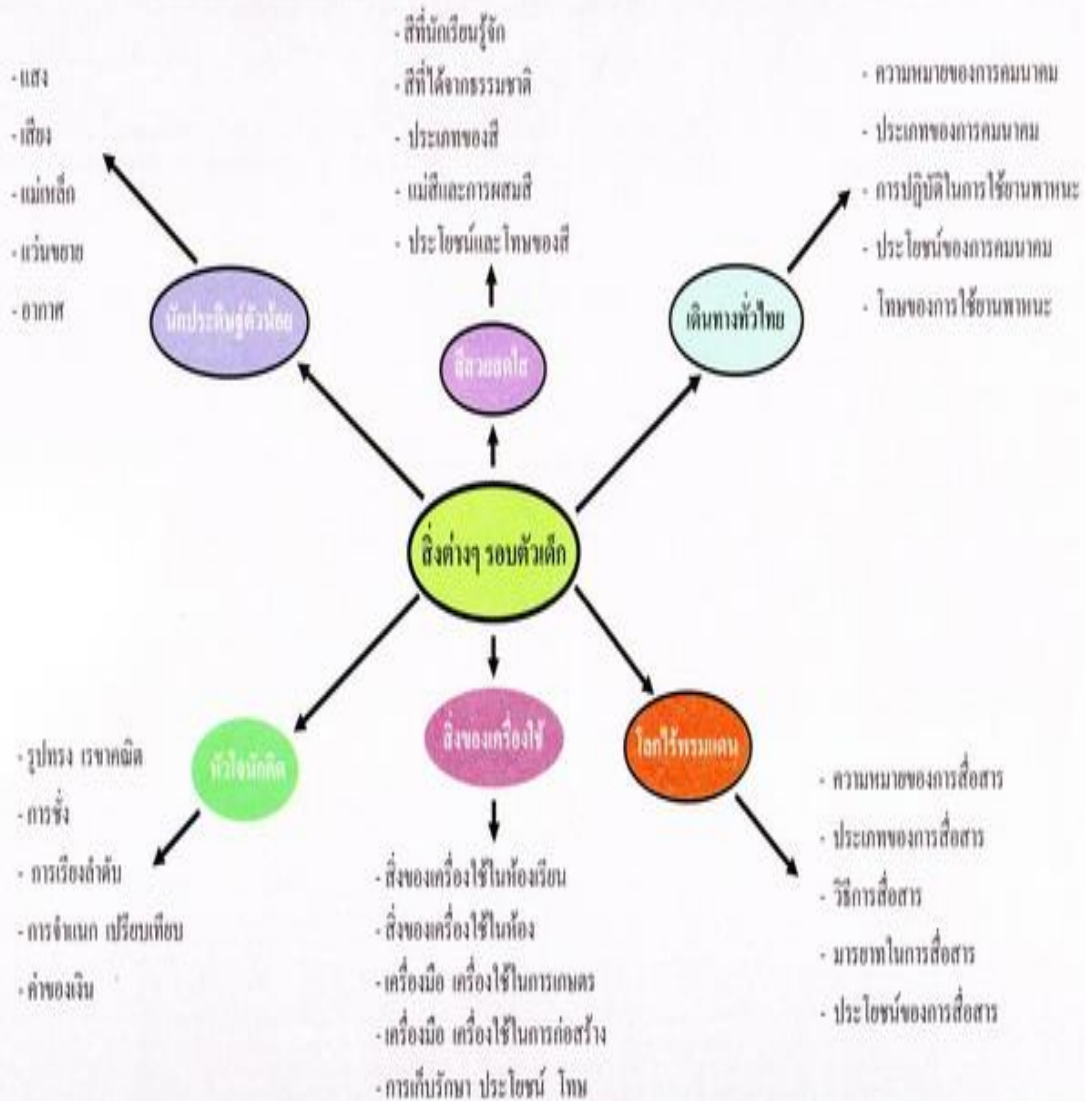 - แสง
- เสียง
- แม่เหล็ก
- แว่นขยาย
- อากาศ
นักประดิษฐ์ตัวน้อย
- สีที่นักเรียนรู้จัก
- สีที่ได้จากธรรมชาติ
- ประเภทของสี
- แม่สีและการผสมสี
- ประโยชน์และโทษของสี
สีสวยสดใส
- ความหมายของการคมนาคม
- ประเภทของการคมนาคม
- การปฏิบัติในการใช้ยานพาหนะ
- ประโยชน์ของการคมนาคม
- โทษของการใช้ยานพาหนะ
เดินทางทั่วไทย
สิ่งต่างๆ รอบตัวเด็ก
หัวใจนักคิด
- รูปทรง เรขาคณิต
- การชั่ง
- การเรียงลำดับ
- การจำแนก เปรียบเทียบ
- ค่าของเงิน
สิ่งของเครื่องใช้
- สิ่งของเครื่องใช้ในห้องเรียน
- สิ่งของเครื่องใช้ในห้อง
- เครื่องมือ เครื่องใช้ในการเกษตร
- เครื่องมือ เครื่องใช้ในการก่อสร้าง
- การเก็บรักษา ประโยชน์ โทษ
โลกไร้พรมแดน
- ความหมายของการสื่อสาร
- ประเภทของการสื่อสาร
- วิธีการสื่อสาร
- มารยาทในการสื่อสาร
- ประโยชน์ของการสื่อสาร